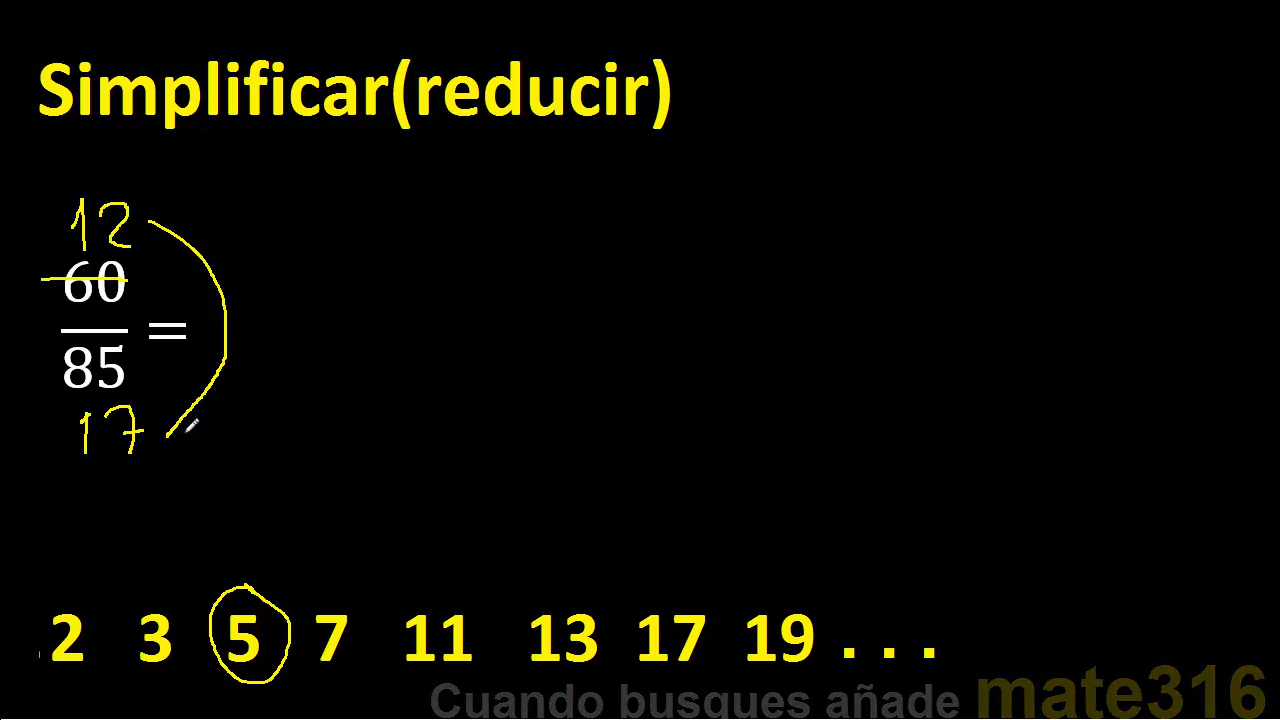 Simplificar(reducir)
12
60
85 =
17
2 3 5 7 11 13 17 19 . . .
Cuando busques añade mate316